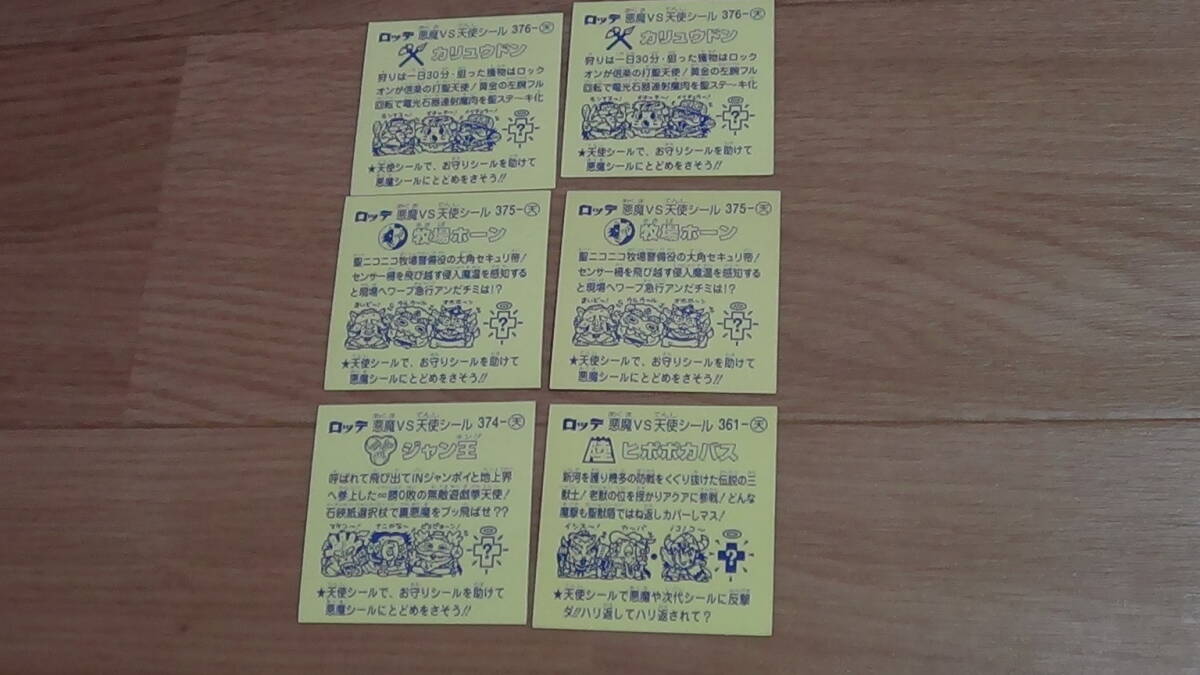 ロッテ 悪魔VS天使シール 376-天
カリュウドン
狩りは一日30分・狙った獲物はロック
オンが信楽の打聖天使!黄金の左腕フル
回転で電光石器連射魔肉を聖ステーキ化
★天使シールで、お守りシールを助けて
悪魔シールにとどめをさそう!!
ロッテ 悪魔VS天使シール 376-天
カリュウドン
狩りは一日30分・狙った獲物はロック
オンが信楽の打聖天使!黄金の左腕フル
回転で電光石器連射魔肉を聖ステーキ化
★天使シールで、お守りシールを助けて
悪魔シールにとどめをさそう!!
ロッテ 悪魔VS天使シール 375-天
牧場ホーン
聖ニコニコ牧場警備役の大角セキュリ帝!
センサー柵を飛び越す侵入魔温を感知する
と現場へワープ急行アンだチミは!?
★天使シールで、お守りシールを助けて
悪魔シールにとどめをさそう!!
ロッテ 悪魔VS天使シール 375-天
牧場ホーン
聖ニコニコ牧場警備役の大角セキュリ帝!
センサー柵を飛び越す侵入魔温を感知する
と現場へワープ急行アンだチミは!?
★天使シールで、お守りシールを助けて
悪魔シールにとどめをさそう!!
ロッテ 悪魔VS天使シール 374-天
ジャン王
呼ばれて飛び出てINジャンボイと地上界
へ参上した∞勝0敗の無敵遊戯拳天使!
石鋏紙選択杖で裏悪魔をブッ飛ばせ??
★天使シールで、お守りシールを助けて
悪魔シールにとどめをさそう!!
ロッテ 悪魔VS天使シール 361-天
ヒポポカバス
新河を護り幾多の防戦をくぐり抜けた伝説の三
獣士!老獣の位を授かりアクアに参戦!どんな
魔撃も聖獣盾ではね返しカバーしマス!
★天使シールで悪魔や次代シールに反撃
ダ!!ハリ返してハリ返されて?